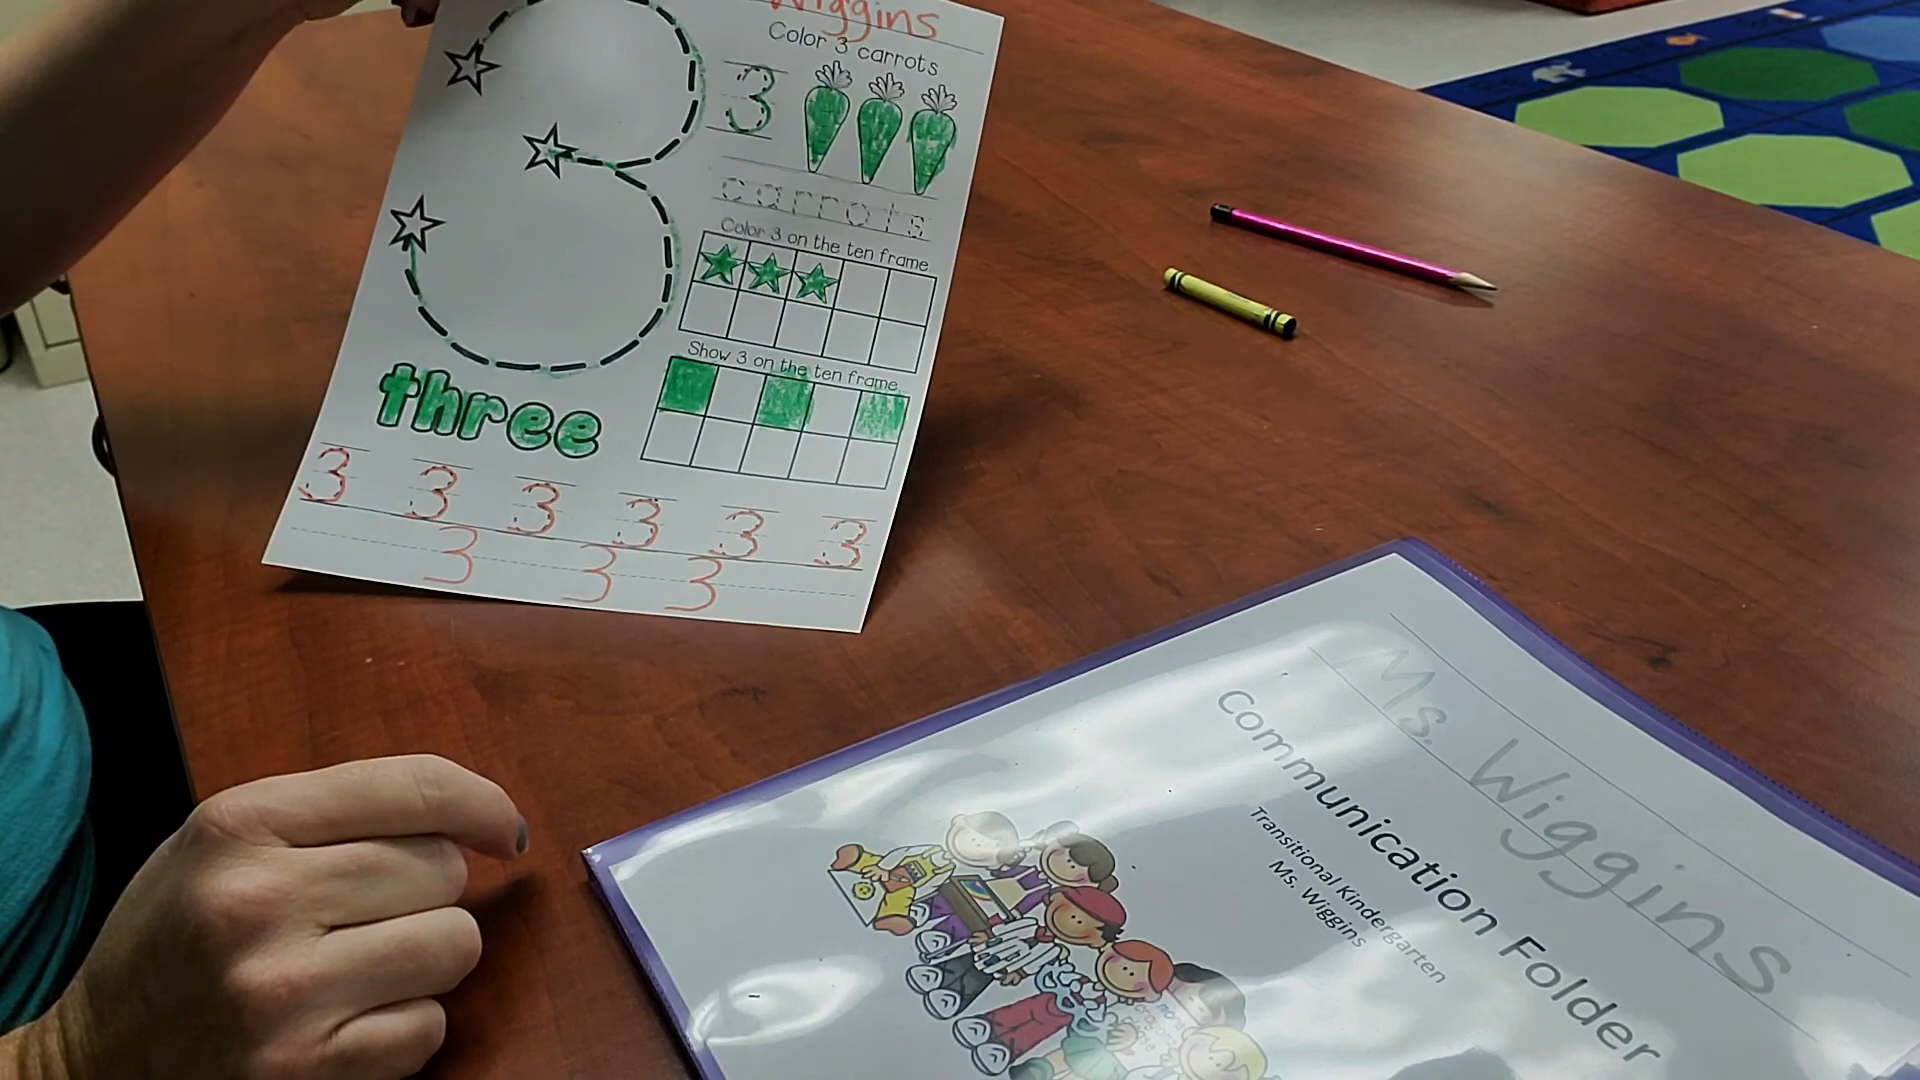 Wiggins
Color 3 carrots
3
carrots
Color 3 on the ten frame
Show 3 on the ten frame
three
3 3 3 3 3 3
3 3 3
Ms. Wiggins
Communication Folder
Transitional Kindergarten
Ms. Wiggins